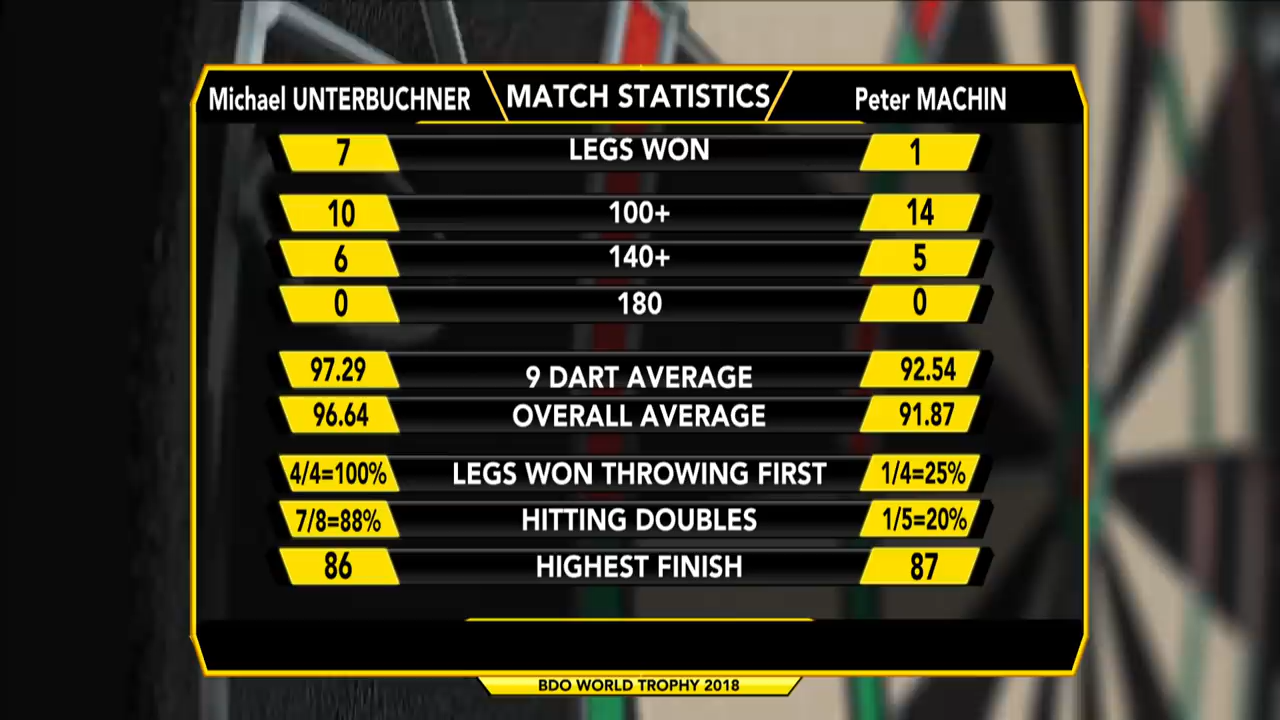 Michael UNTERBUCHNER MATCH STATISTICS Peter MACHIN
7 LEGS WON 1
10 100+ 14
6 140+ 5
0 180 0
97.29 9 DART AVERAGE 92.54
96.64 OVERALL AVERAGE 91.87
4/4=100% LEGS WON THROWING FIRST 1/4=25%
7/8=88% HITTING DOUBLES 1/5=20%
86 HIGHEST FINISH 87
BDO WORLD TROPHY 2018